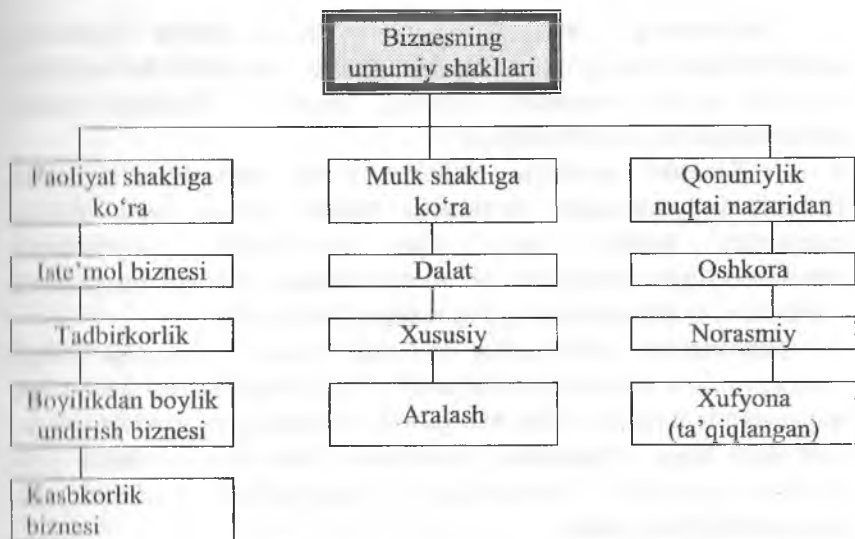 Biznesning
umumiy shakllari
Faoliyat shakliga
ko‘ra
Iste’mol biznesi
Tadbirkorlik
Boyilikdan boylik
undirish biznesi
Kasbkorlik
biznesi
Mulk shakliga
ko‘ra
Dalat
Xususiy
Aralash
Qonuniylik
nuqtai nazaridan
Oshkora
Norasmiy
Xufyona
(ta’qiqlangan)